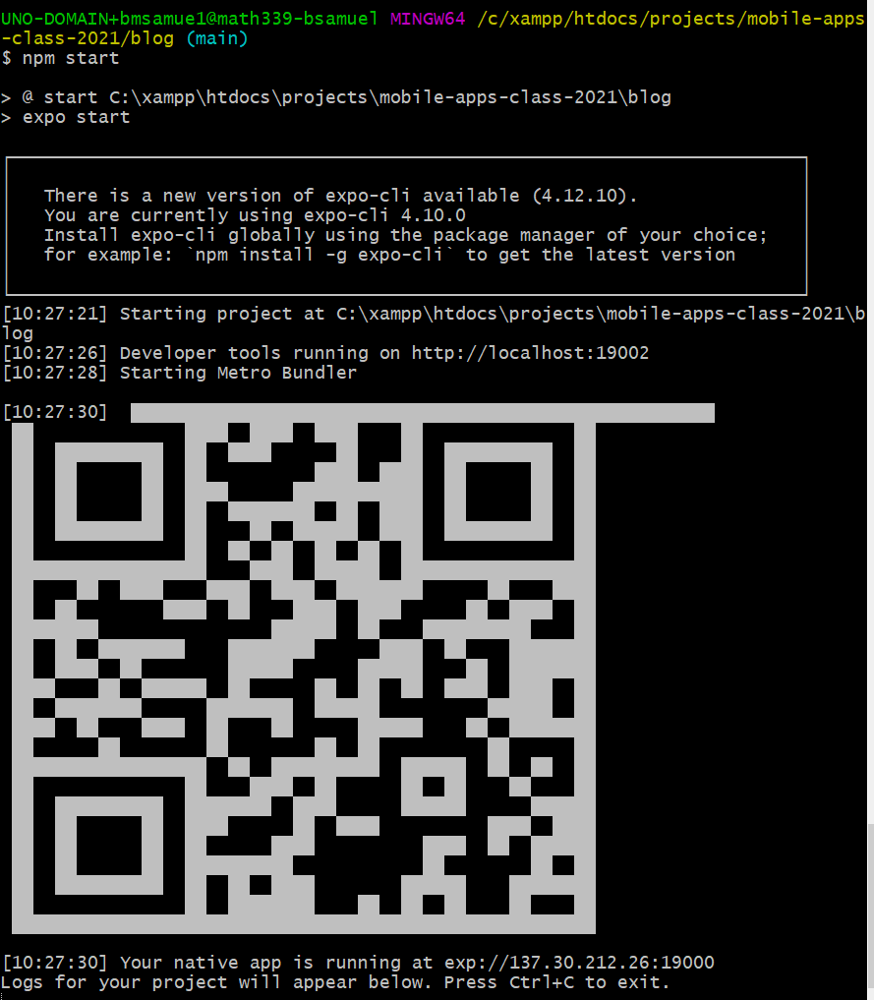 UNO-DOMAIN+bmsamue1@math339-bsamuel MINGW64 /c/xampp/htdocs/projects/mobile-apps
-class-2021/blog (main)
$ npm start
> @ start C:\xampp\htdocs\projects\mobile-apps-class-2021\blog
> expo start
There is a new version of expo-cli available (4.12.10).
You are currently using expo-cli 4.10.0
Install expo-cli globally using the package manager of your choice;
for example: `npm install -g expo-cli` to get the latest version
[10:27:21] Starting project at C:\xampp\htdocs\projects\mobile-apps-class-2021\b
log
[10:27:26] Developer tools running on http://localhost:19002
[10:27:28] Starting Metro Bundler
[10:27:30]
[10:27:30] Your native app is running at exp://137.30.212.26:19000
Logs for your project will appear below. Press Ctrl+C to exit.